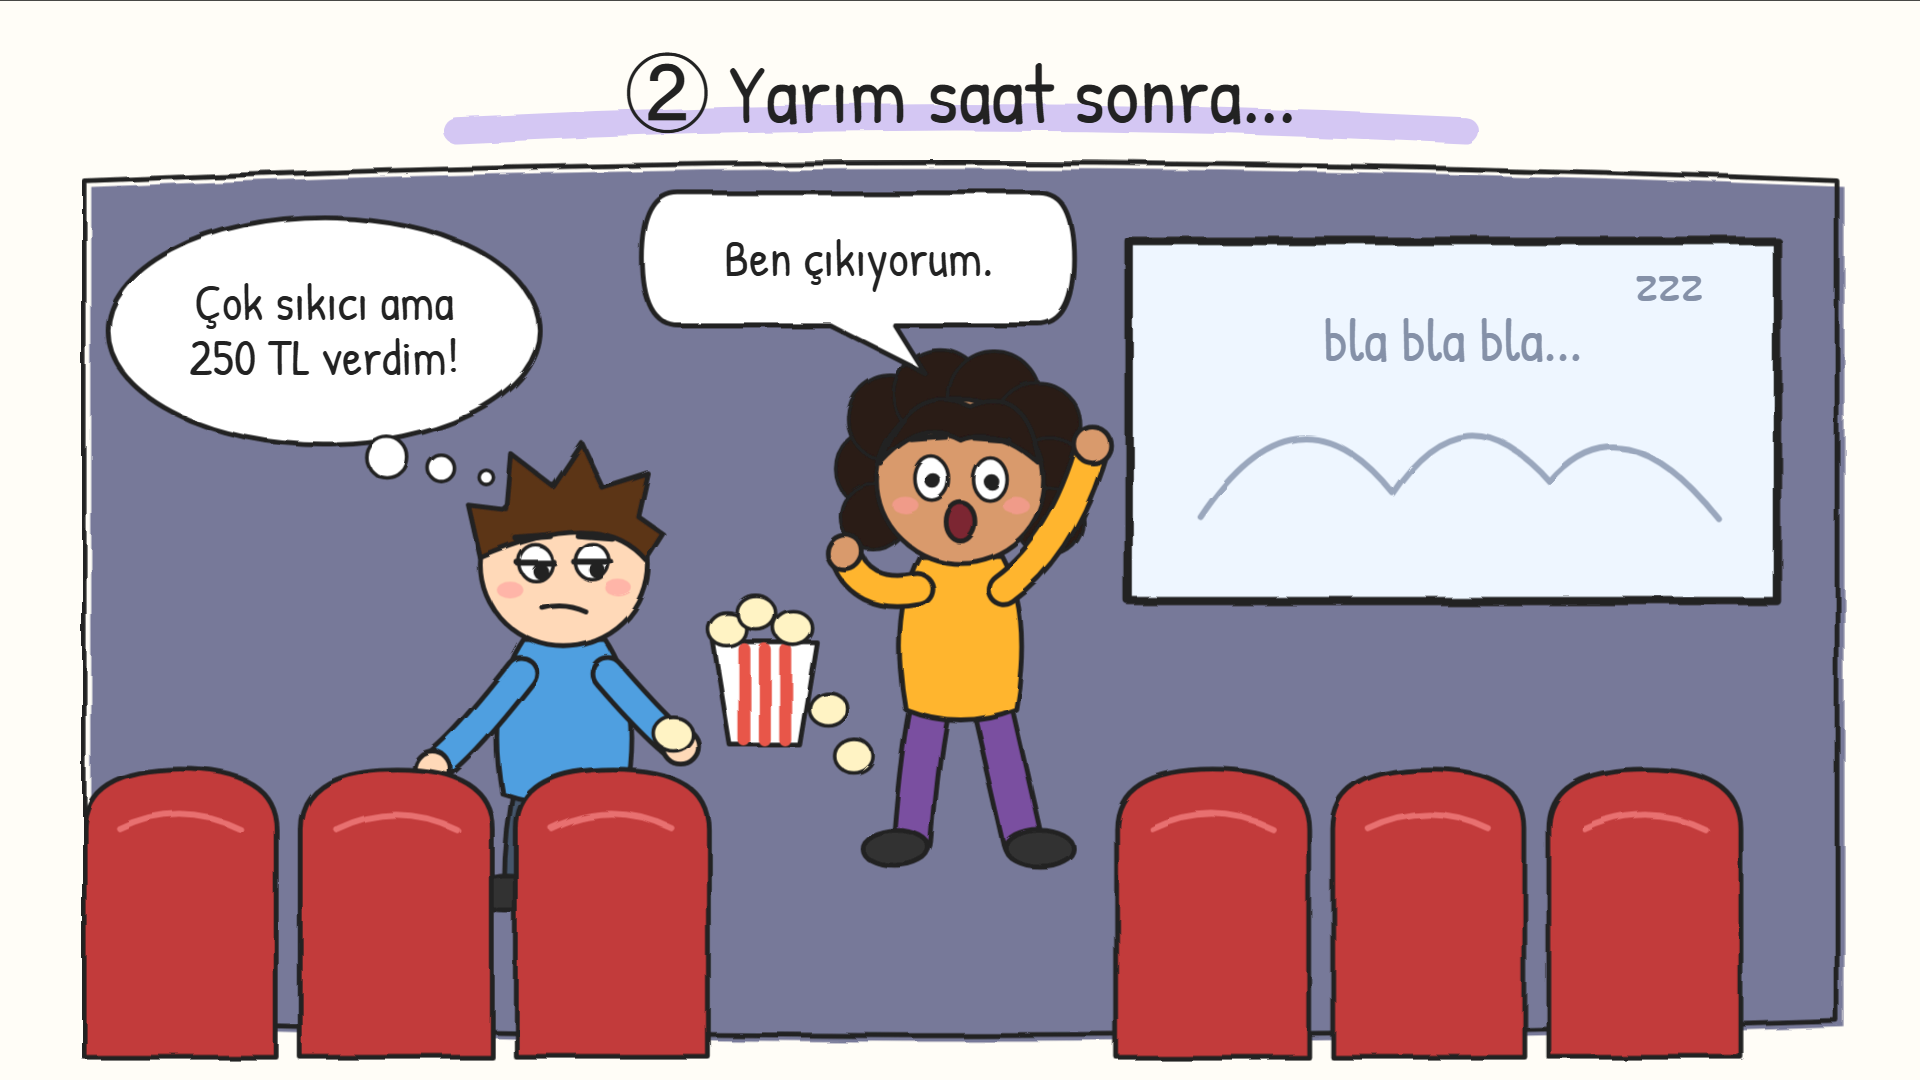 ② Yarım saat sonra...
Çok sıkıcı ama
250 TL verdim!
Ben çıkıyorum.
zzz
bla bla bla...